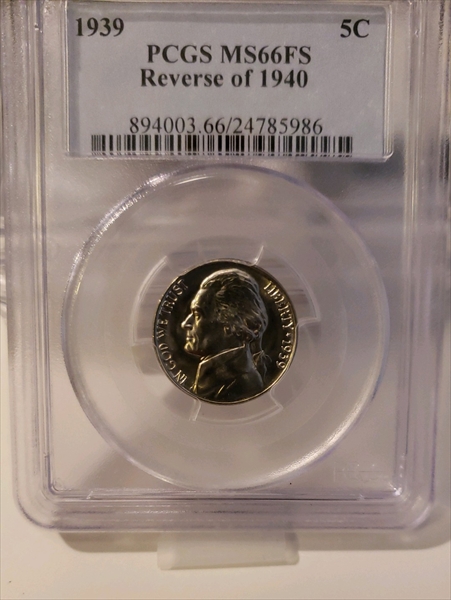 1939 5C
PCGS MS66FS
Reverse of 1940
894003.66/24785986
IN GOD WE TRUST
LIBERTY * 1939